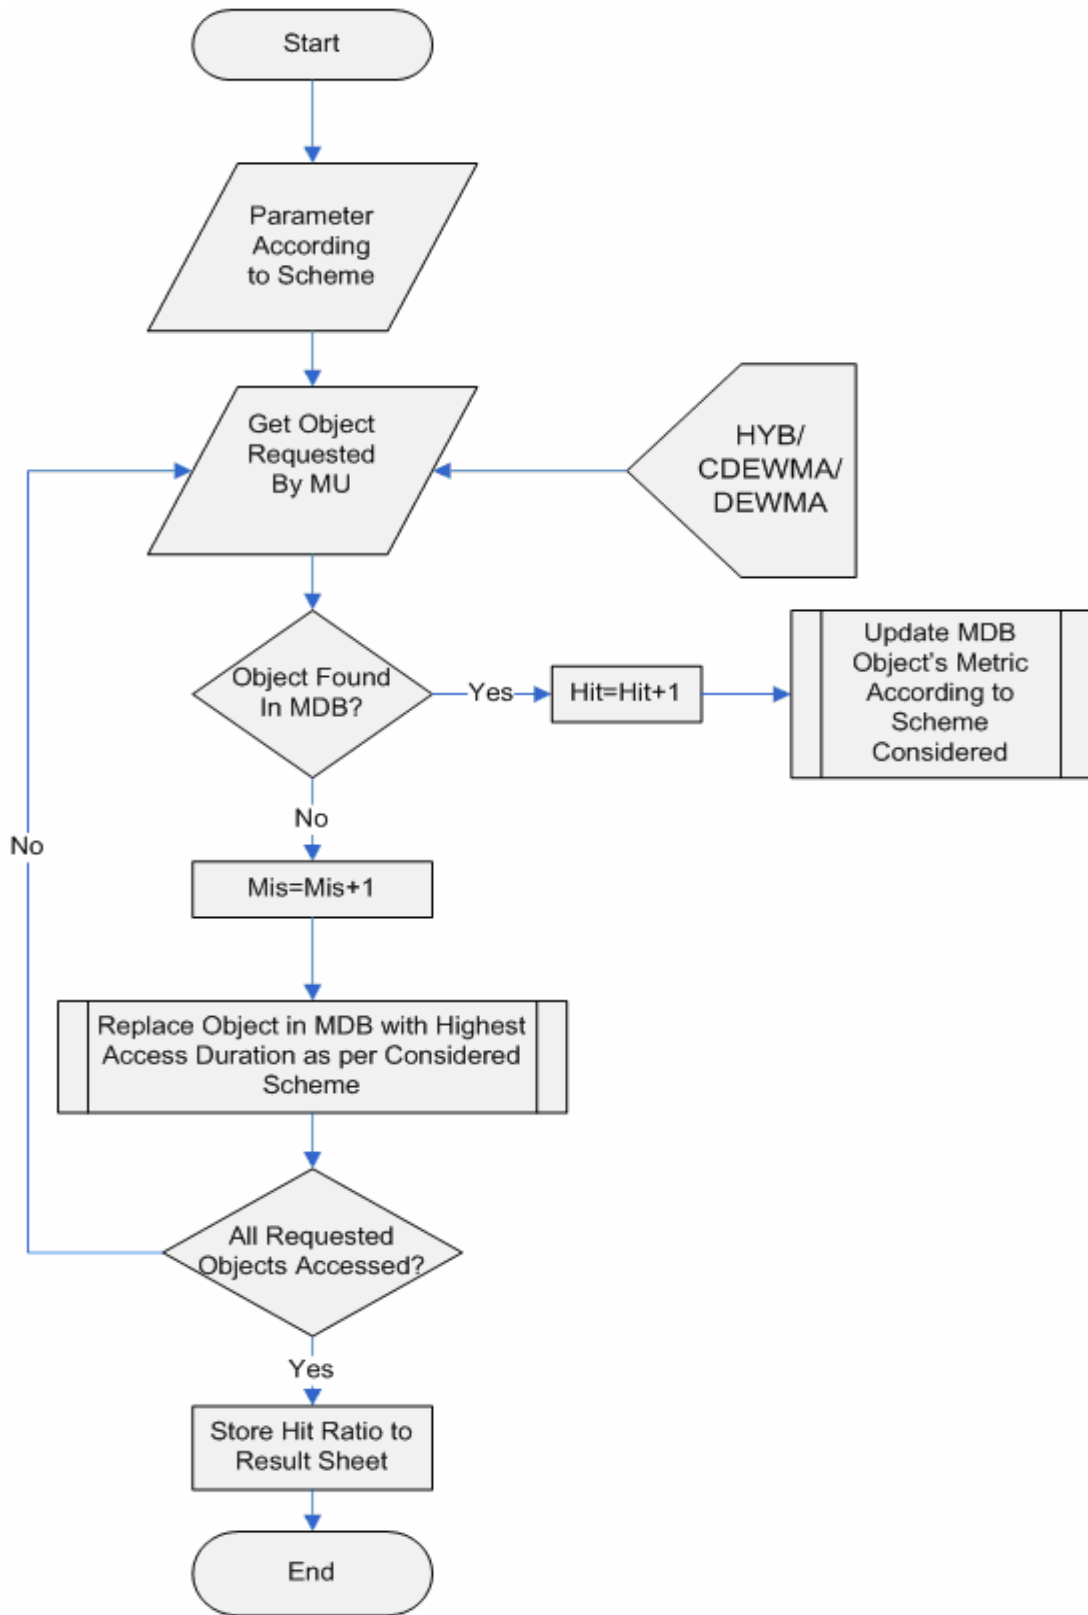 Start
Parameter
According
to Scheme
Get Object
Requested
By MU
HYB/
CDEWMA/
DEWMA
Object Found
In MDB?
Yes
Hit=Hit+1
Update MDB
Object's Metric
According to
Scheme
Considered
No
No
Mis=Mis+1
Replace Object in MDB with Highest
Access Duration as per Considered
Scheme
All Requested
Objects Accessed?
Yes
Store Hit Ratio to
Result Sheet
End